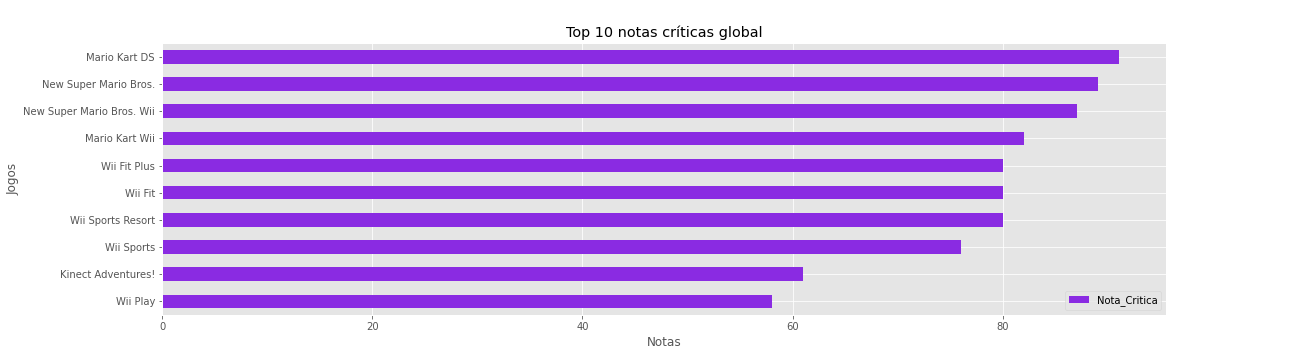 Top 10 notas críticas global
Jogos
Mario Kart DS
New Super Mario Bros.
New Super Mario Bros. Wii
Mario Kart Wii
Wii Fit Plus
Wii Fit
Wii Sports Resort
Wii Sports
Kinect Adventures!
Wii Play
Nota_Critica
0 20 40 60 80
Notas